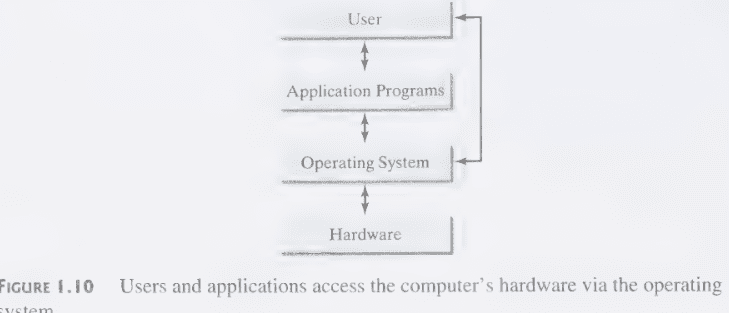 User
Application Programs
Operating System
Hardware
FIGURE 1.10 Users and applications access the computer's hardware via the operating
system